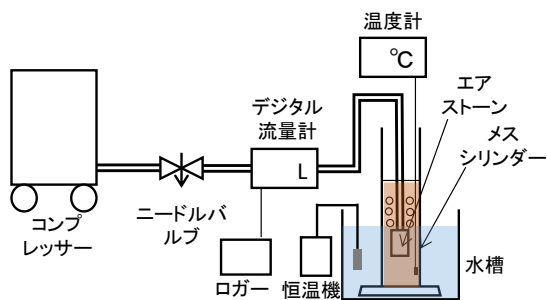 温度計
℃
エア
ストーン
デジタル
流量計
メス
シリンダー
L
ニードルバ
ルブ
コンプ
レッサー
ロガー
恒温機
水槽